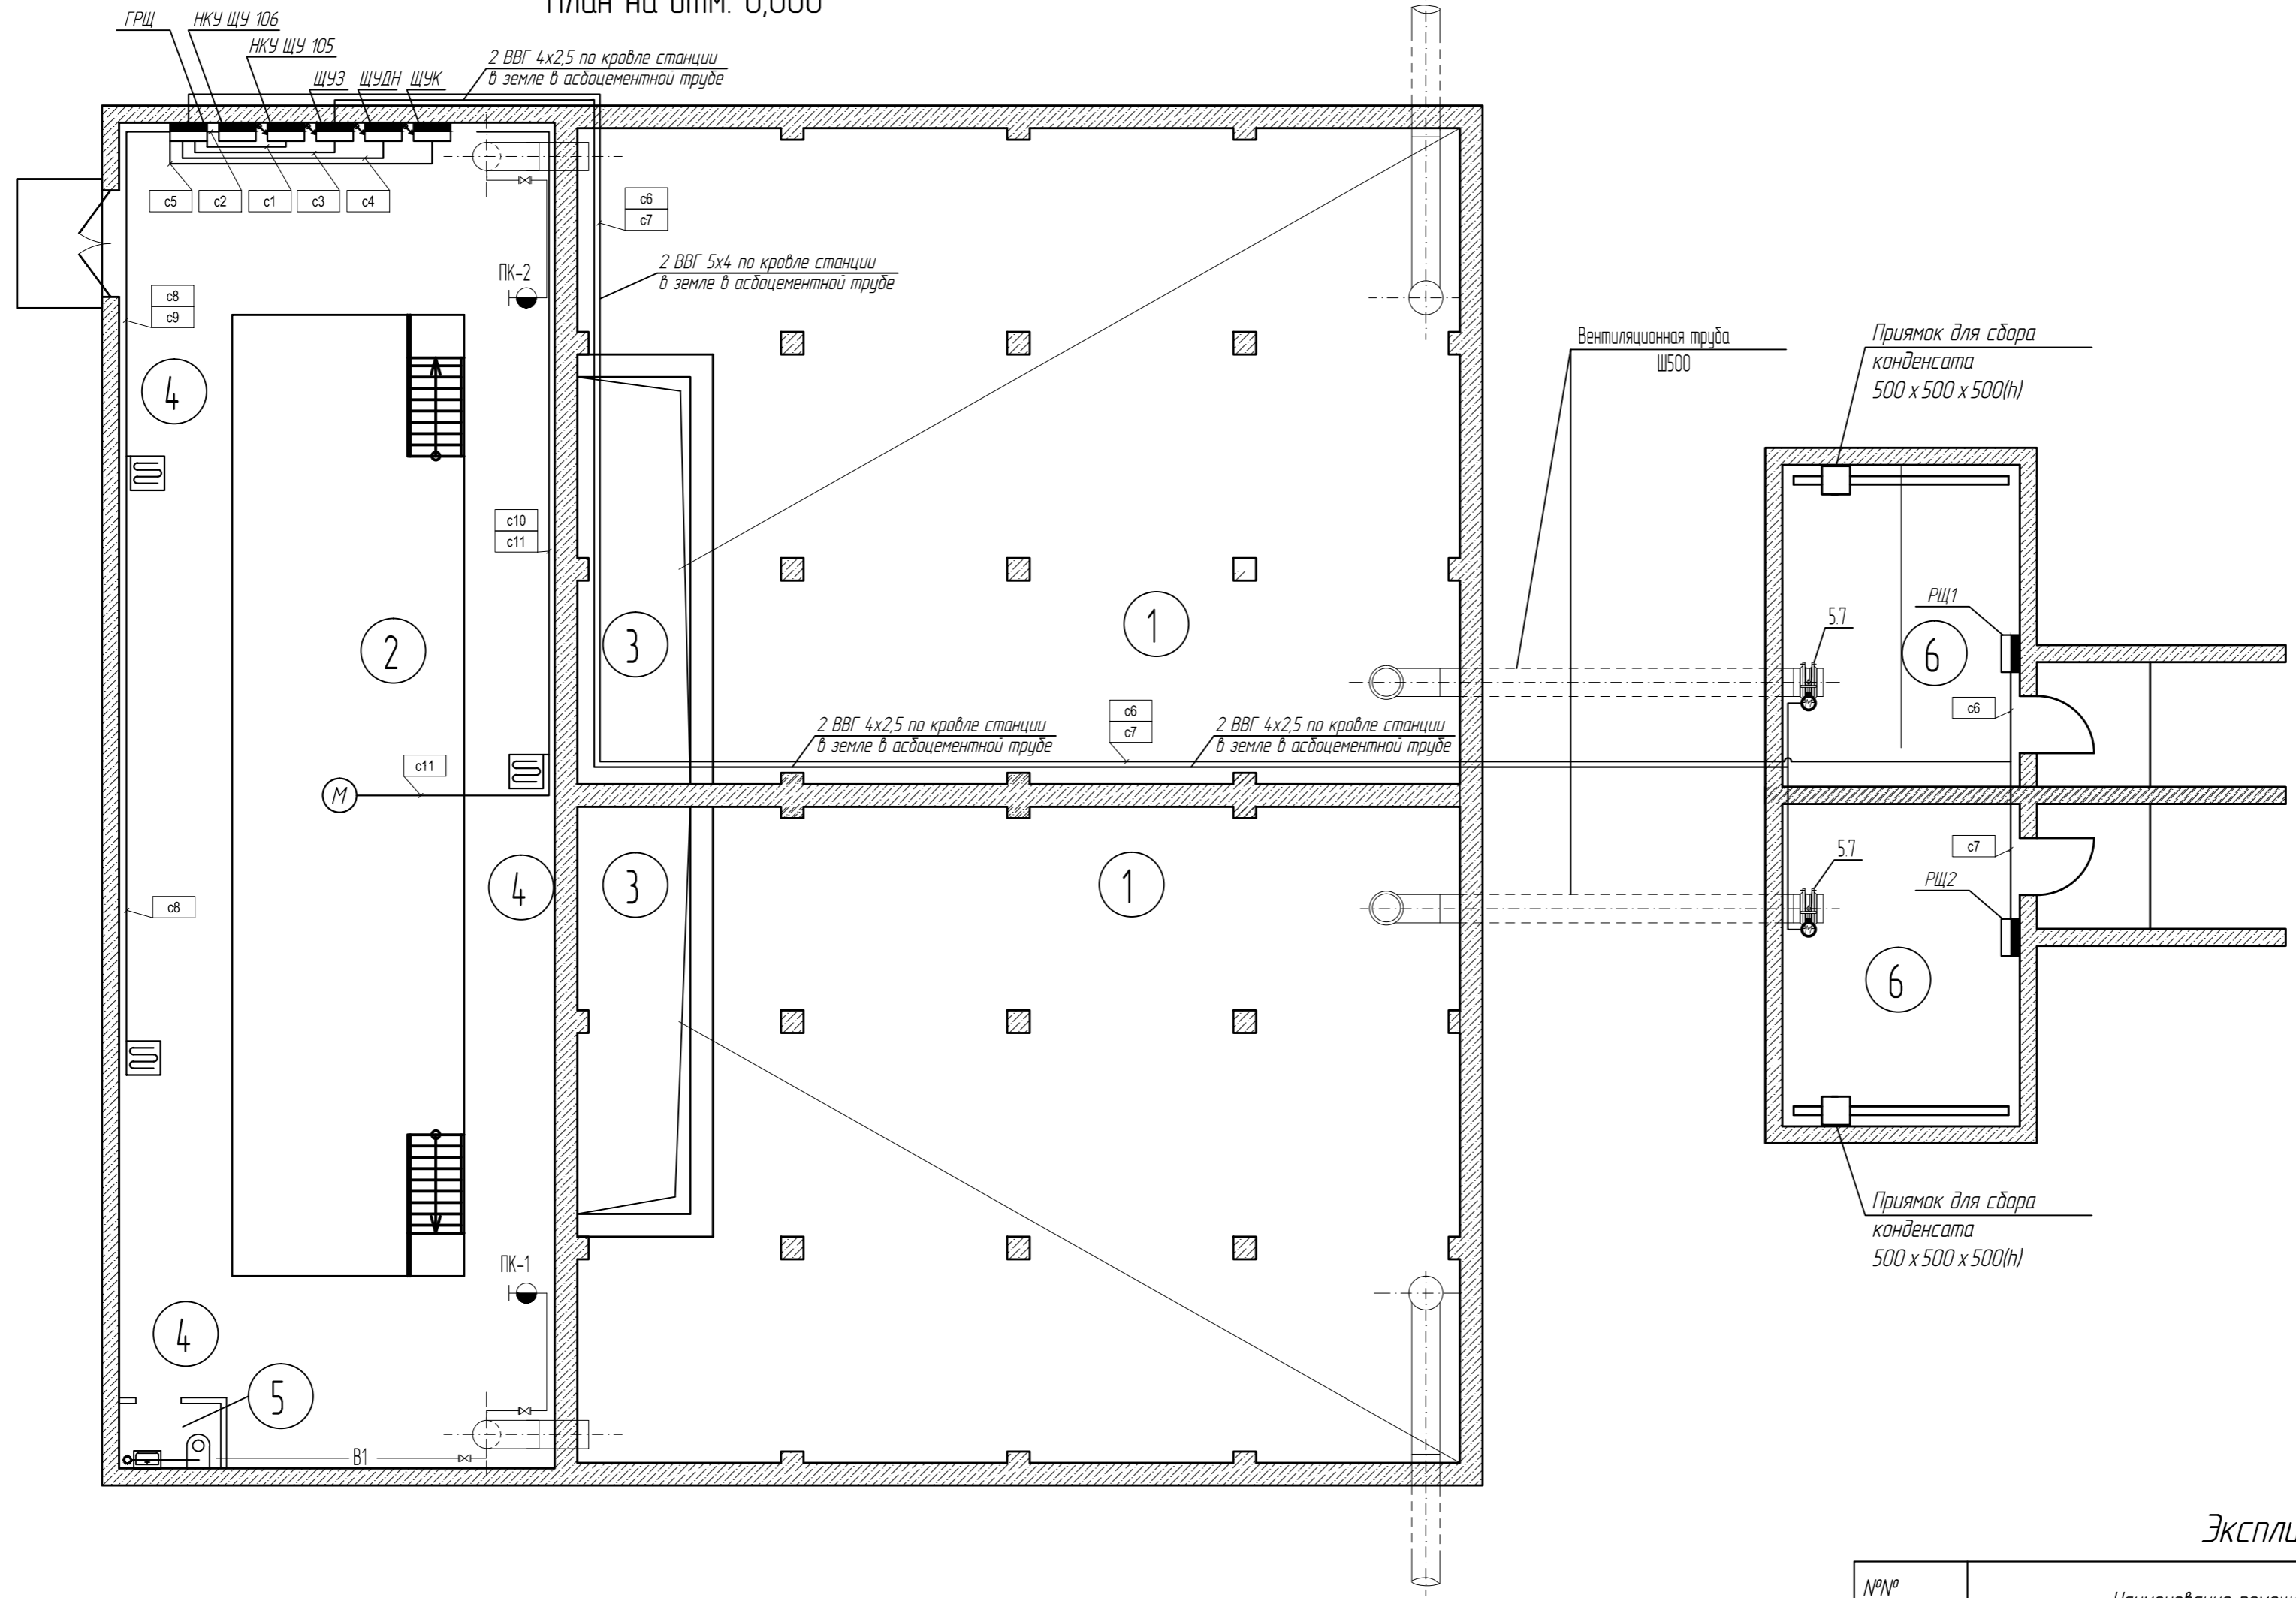 План на отм. 0,000
ГРЩ
НКУ ЩУ 106
НКУ ЩУ 105
ЩУЗ
ЩУДН
ЩУК
2 ВВГ 4х2,5 по кровле станции
в земле в асбоцементной трубе
с5
с2
с1
с3
с4
с6
с7
2 ВВГ 5х4 по кровле станции
в земле в асбоцементной трубе
ПК-2
с8
с9
4
Вентиляционная труба
Ш500
Приямок для сбора
конденсата
500 х 500 х 500(h)
с10
с11
2
3
1
5.7
РЩ1
6
с6
2 ВВГ 4х2,5 по кровле станции
в земле в асбоцементной трубе
с6
с7
2 ВВГ 4х2,5 по кровле станции
в земле в асбоцементной трубе
с11
М
4
3
1
5.7
с7
РЩ2
с8
6
Приямок для сбора
конденсата
500 х 500 х 500(h)
ПК-1
4
5
В1
№№